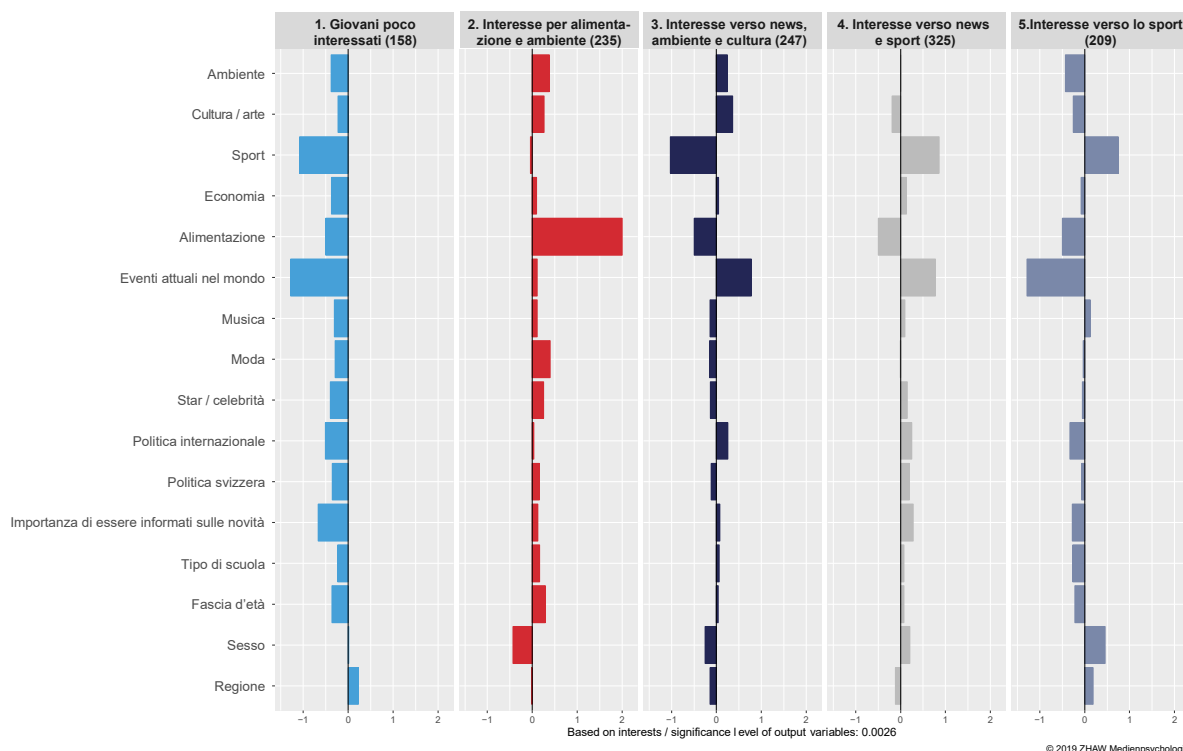 1. Giovani poco
interessati (158)
2. Interesse per alimenta-
zione e ambiente (235)
3. Interesse verso news,
ambiente e cultura (247)
4. Interesse verso news
e sport (325)
5.Interesse verso lo sport
(209)
Ambiente
Cultura / arte
Sport
Economia
Alimentazione
Eventi attuali nel mondo
Musica
Moda
Star / celebrità
Politica internazionale
Politica svizzera
Importanza di essere informati sulle novità
Tipo di scuola
Fascia d'età
Sesso
Regione
−1 0 1 2 −1 0 1 2 −1 0 1 2 −1 0 1 2 −1 0 1 2
Based on interests / significance level of output variables: 0.0026
© 2019 ZHAW Medienpsycholog